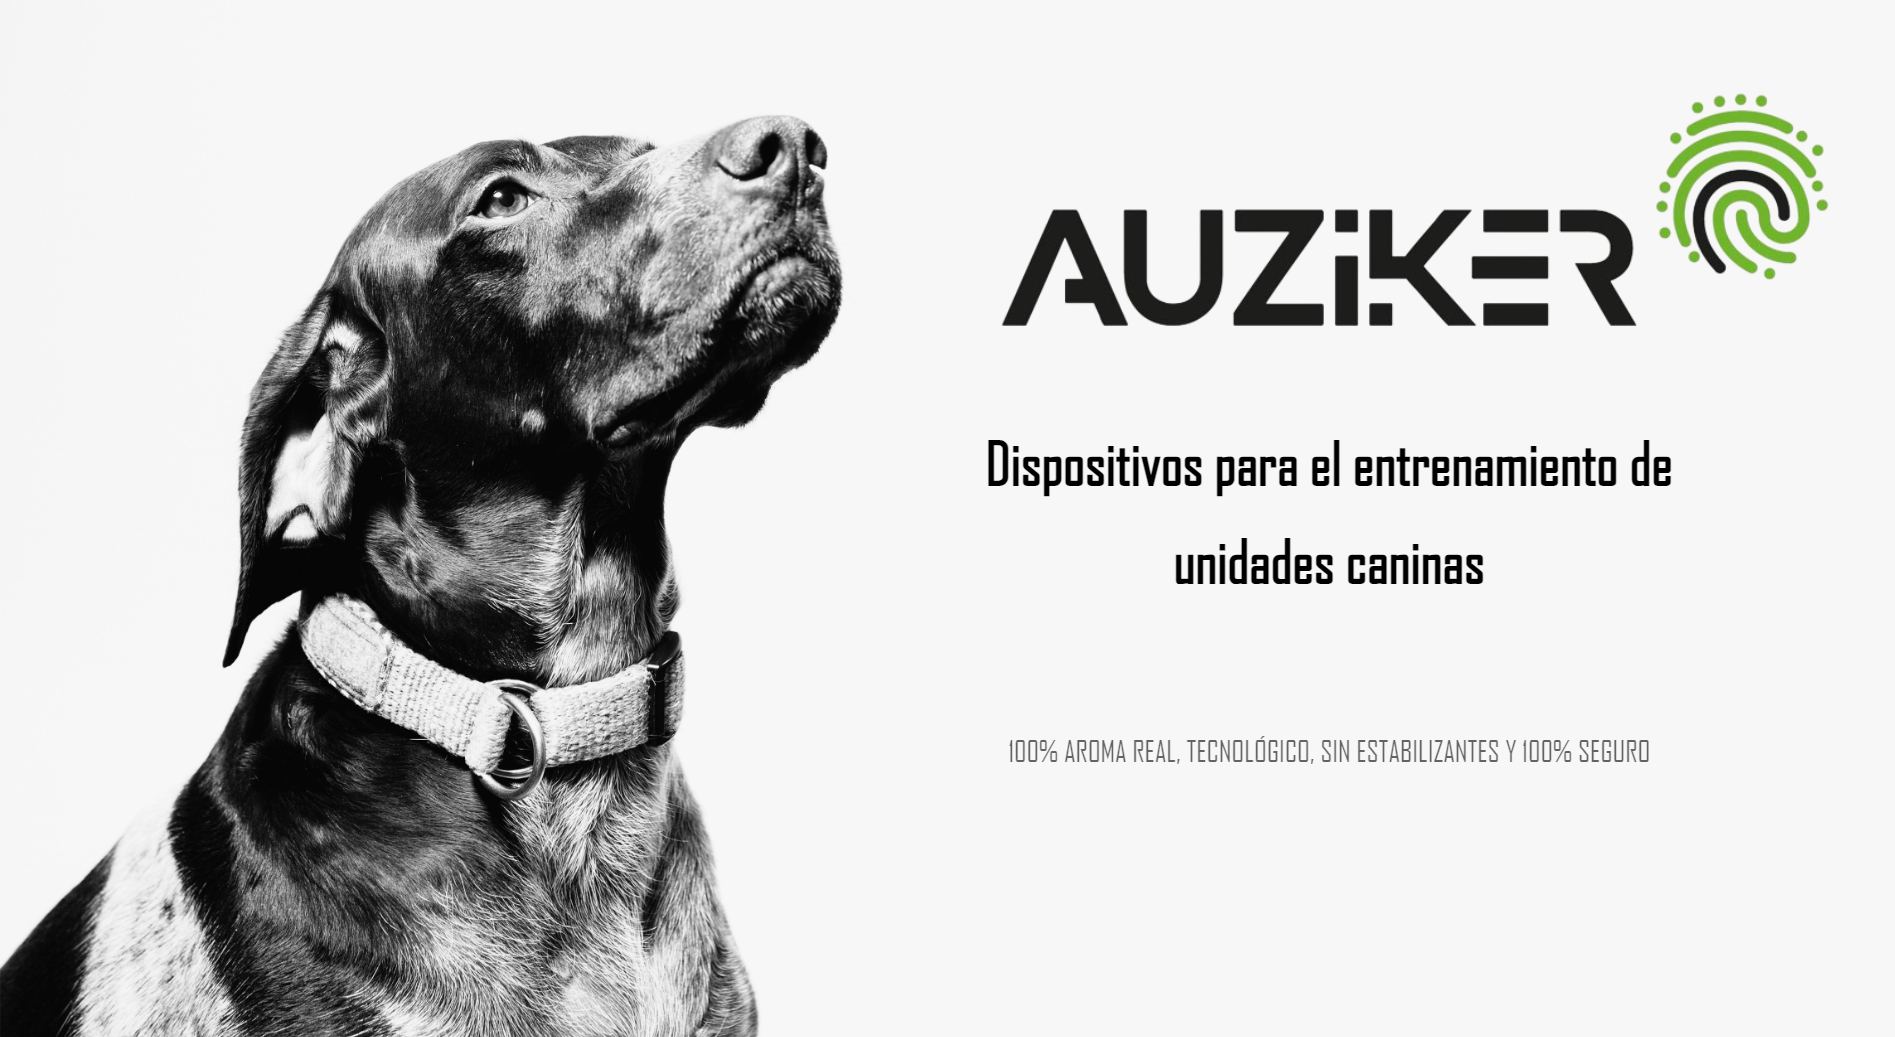 AUZiKER
Dispositivos para el entrenamiento de
unidades caninas
100% AROMA REAL, TECNOLÓGICO, SIN ESTABILIZANTES Y 100% SEGURO